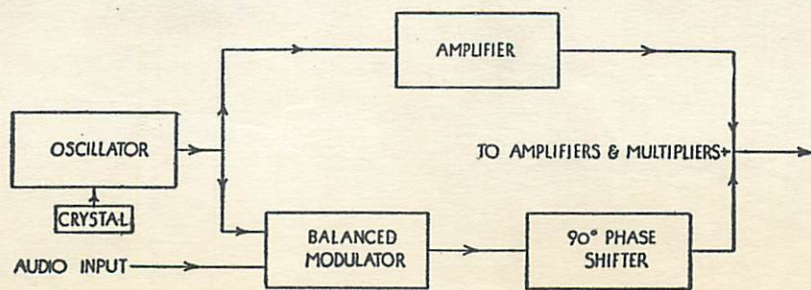 AMPLIFIER
OSCILLATOR
TO AMPLIFIERS & MULTIPLIERS
CRYSTAL
AUDIO INPUT
BALANCED
MODULATOR
90° PHASE
SHIFTER